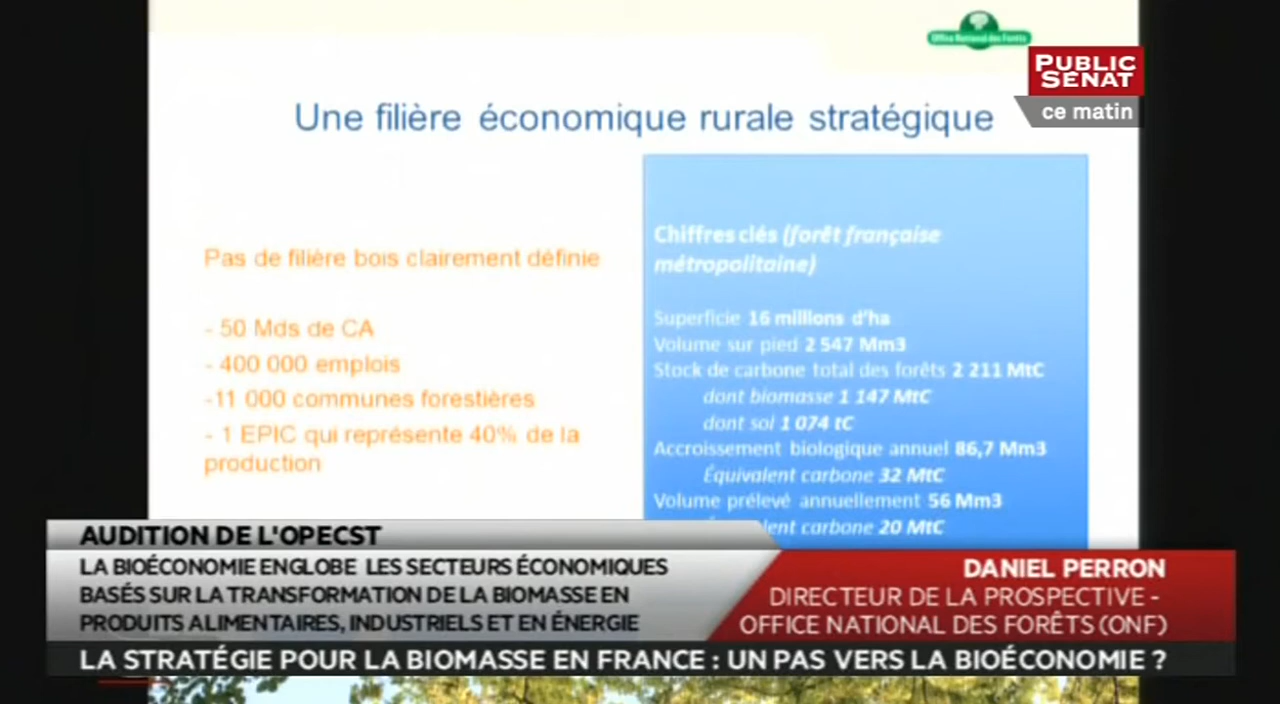 Office National des Forêts
PUBLIC
SÉNAT
ce matin
Une filière économique rurale stratégique
Pas de filière bois clairement définie
- 50 Mds de CA
- 400 000 emplois
-11 000 communes forestières
- 1 EPIC qui représente 40% de la
production
Chiffres clés (forêt française
métropolitaine)
Superficie 16 millions d'ha
Volume sur pied 2 547 Mm3
Stock de carbone total des forêts 2 211 MtC
dont biomasse 1 147 MtC
dont sol 1 074 tC
Accroissement biologique annuel 86,7 Mm3
Équivalent carbone 32 MtC
Volume prélevé annuellement 56 Mm3
carbone 20 MtC
AUDITION DE L'OPECST
LA BIOÉCONOMIE ENGLOBE LES SECTEURS ÉCONOMIQUES
BASÉS SUR LA TRANSFORMATION DE LA BIOMASSE EN
PRODUITS ALIMENTAIRES, INDUSTRIELS ET EN ÉNERGIE
DANIEL PERRON
DIRECTEUR DE LA PROSPECTIVE -
OFFICE NATIONAL DES FORÊTS (ONF)
LA STRATÉGIE POUR LA BIOMASSE EN FRANCE : UN PAS VERS LA BIOÉCONOMIE ?